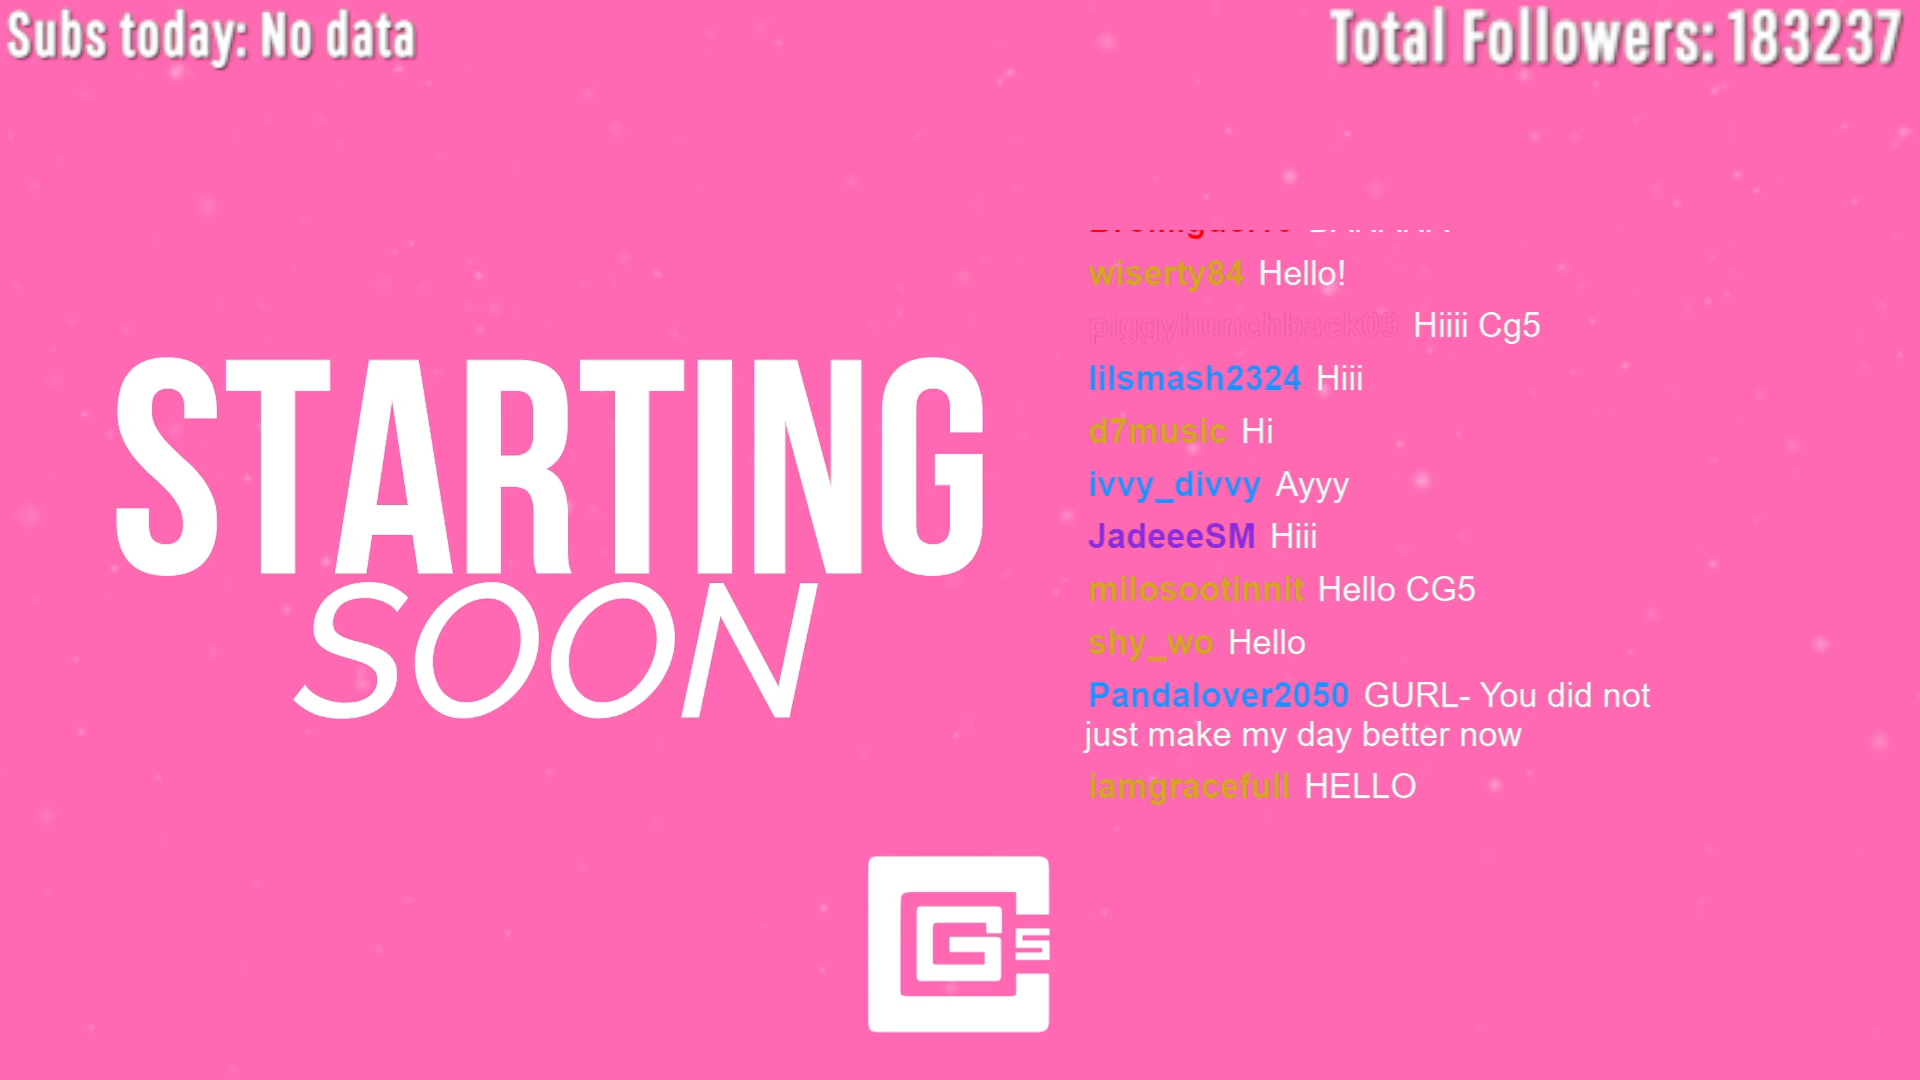 Subs today: No data
Total Followers: 183237
STARTING
SOON
wiserty84 Hello!
piggyhunchback09 Hiiii Cg5
lilsmash2324 Hiii
d7music Hi
ivvy_divvy Ayyy
JadeeeSM Hiii
milosootinnit Hello CG5
shy_wo Hello
Pandalover2050 GURL- You did not
just make my day better now
iamgracefull HELLO
CG5